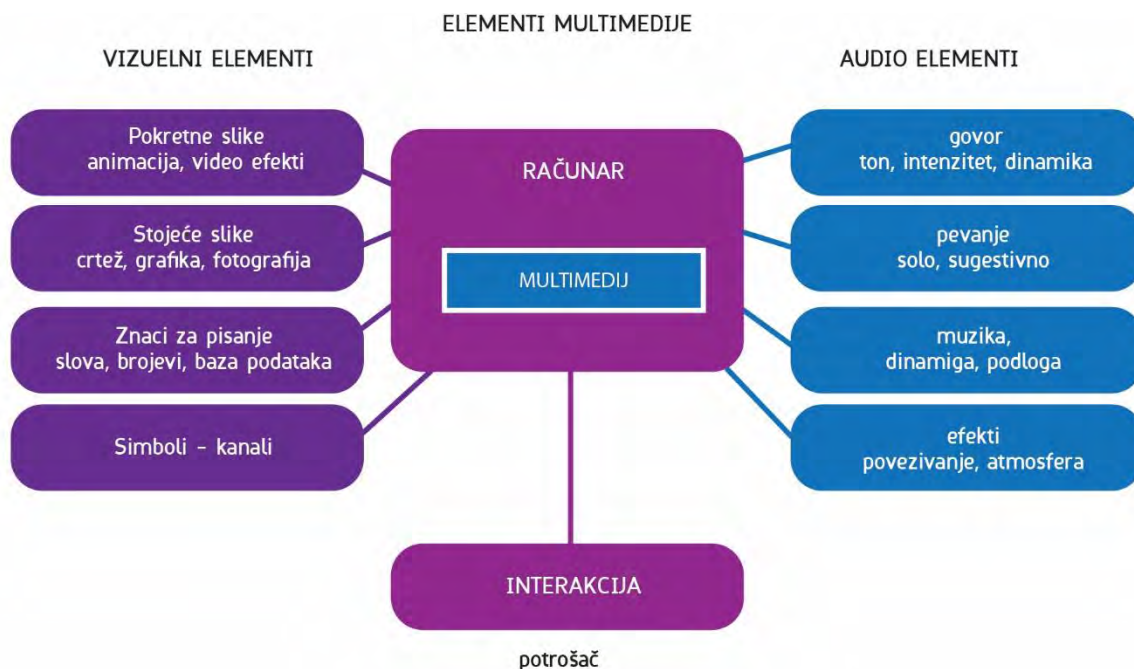 ELEMENTI MULTIMEDIJE
VIZUELNI ELEMENTI
Pokretne slike
animacija, video efekti
Stojeće slike
crtež, grafika, fotografija
Znaci za pisanje
slova, brojevi, baza podataka
Simboli – kanali
RAČUNAR
MULTIMEDIJ
AUDIO ELEMENTI
govor
ton, intenzitet, dinamika
pevanje
solo, sugestivno
muzika,
dinamiga, podloga
efekti
povezivanje, atmosfera
INTERAKCIJA
potrošač